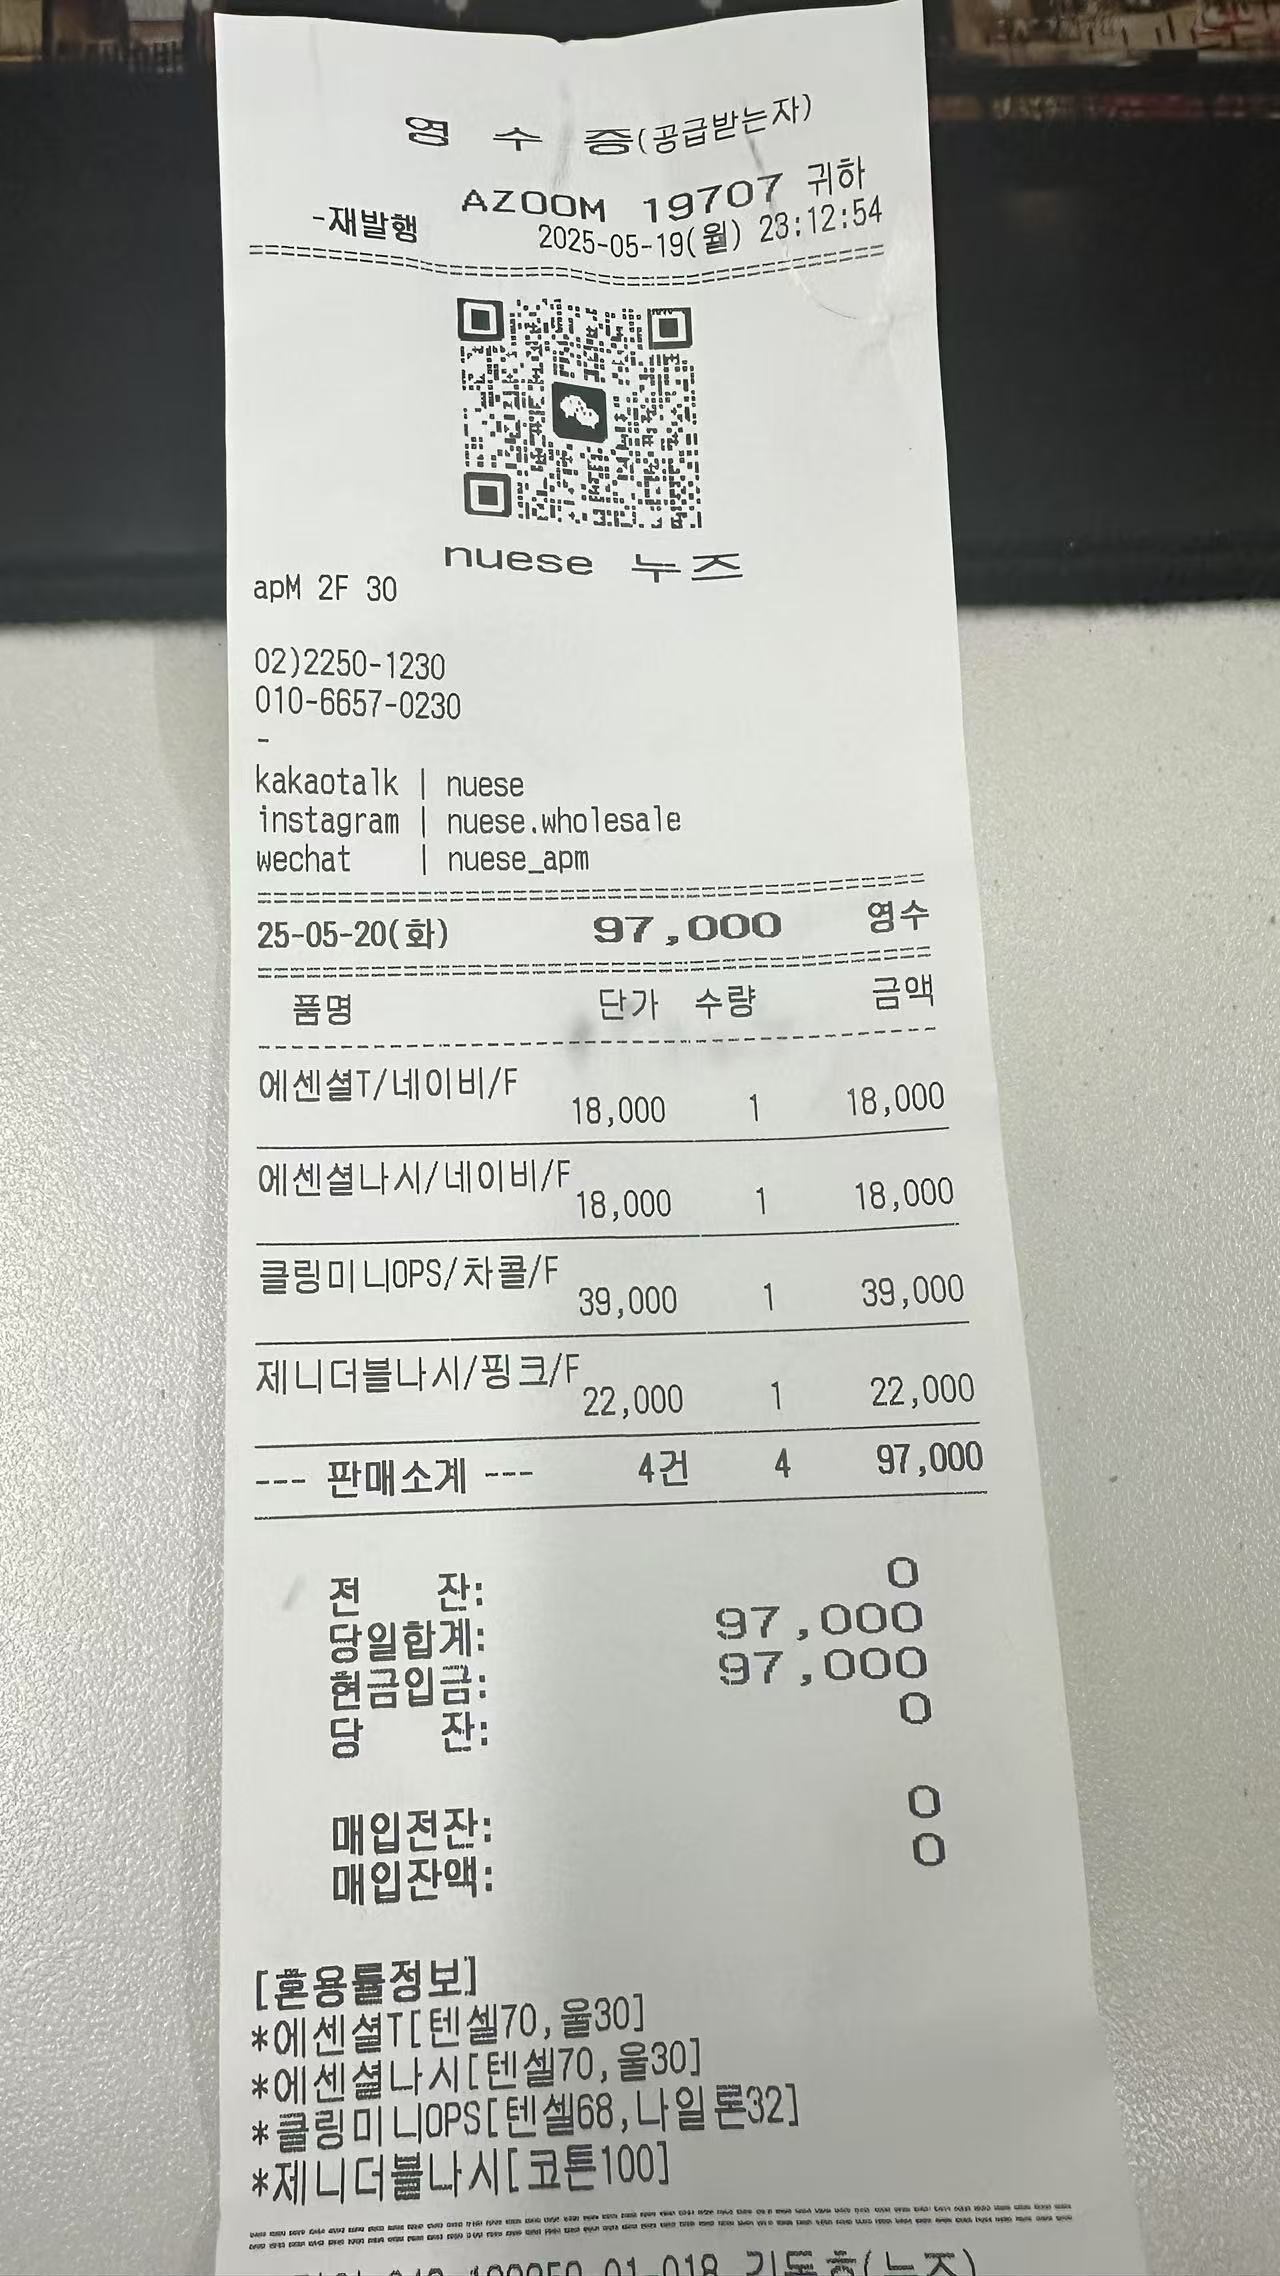 영 수 증(공급받는자)
AZOOM 19707 귀하
-재발행 2025-05-19(월) 23:12:54
nuese 누즈
apM 2F 30
02)2250-1230
010-6657-0230
-
kakaotalk | nuese
instagram | nuese.wholesale
wechat | nuese_apm
25-05-20(화) 97,000 영수
품명 단가 수량 금액
에센셜T/네이비/F
18,000 1 18,000
에센셜나시/네이비/F
18,000 1 18,000
클링미니OPS/차콜/F
39,000 1 39,000
제니더블나시/핑크/F
22,000 1 22,000
--- 판매소계 --- 4건 4 97,000
전 잔: 0
당일합계: 97,000
현금입금: 97,000
당 잔: 0
매입전잔: 0
매입잔액: 0
[혼용률정보]
*에센셜T[텐셀70,울30]
*에센셜나시[텐셀70,울30]
*클링미니OPS[텐셀68,나일론32]
*제니더블나시[코튼100]